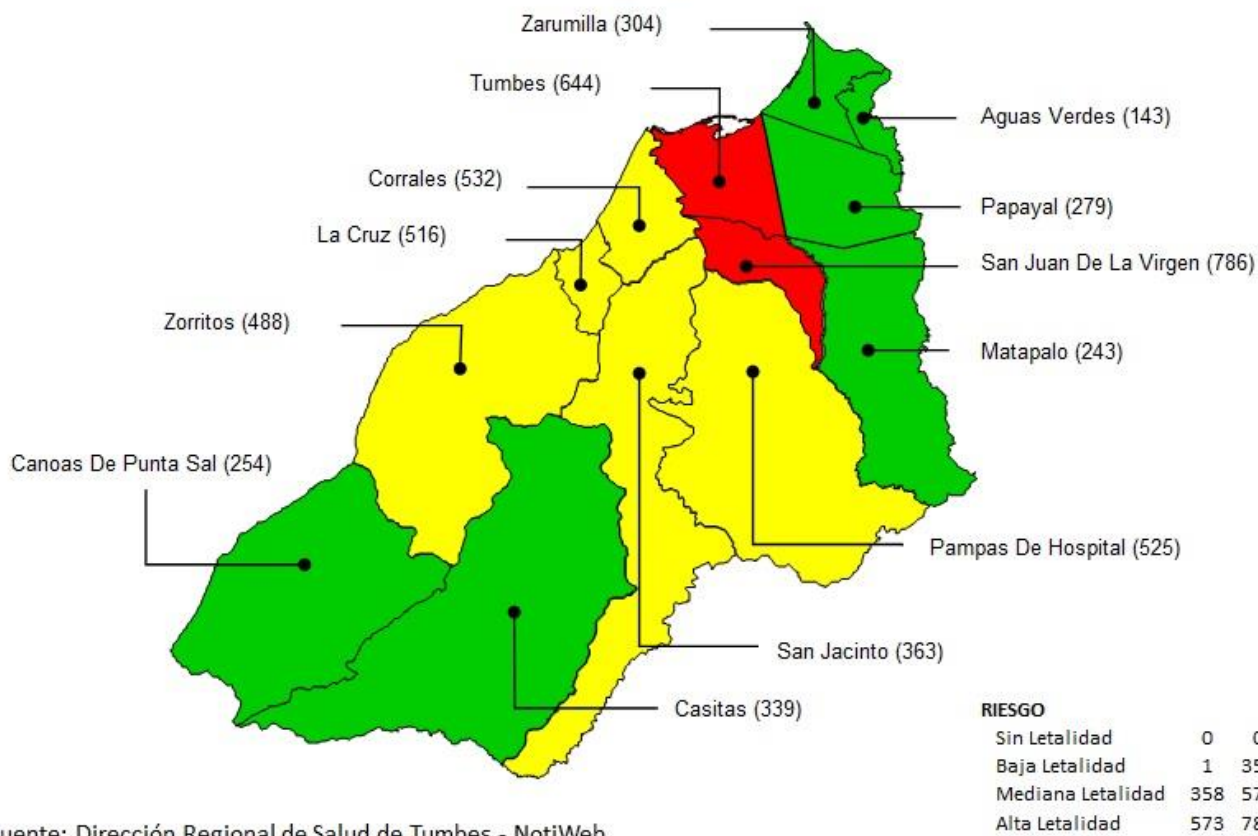 Zarumilla (304)
Tumbes (644)
Aguas Verdes (143)
Corrales (532)
Papayal (279)
La Cruz (516)
San Juan De La Virgen (786)
Zorritos (488)
Matapalo (243)
Canoas De Punta Sal (254)
Pampas De Hospital (525)
San Jacinto (363)
Casitas (339)
RIESGO
Sin Letalidad 0 0
Baja Letalidad 1
Mediana Letalidad 358
Alta Letalidad 573
Dirección Regional de Salud de Tumbes - NotiWeb